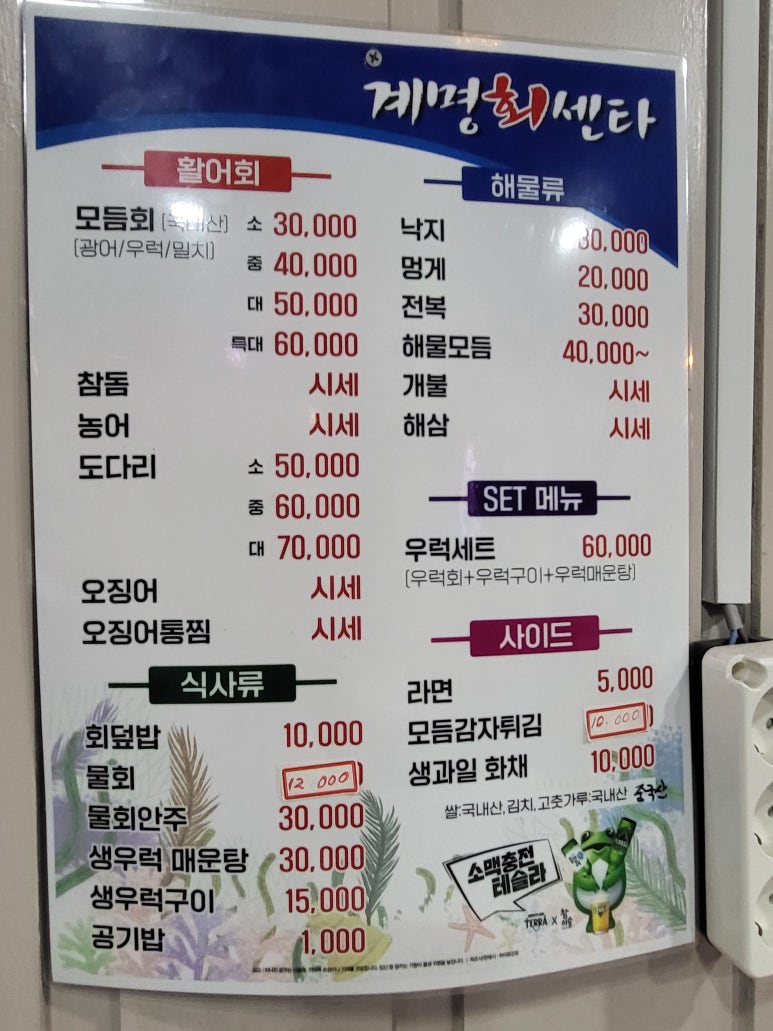 계명회센타
활어회
모듬회 (국내산) 소 30,000
(광어/우럭/밀치)
중 40,000
대 50,000
특대 60,000
참돔 시세
농어 시세
도다리 소 50,000
중 60,000
대 70,000
오징어 시세
오징어통찜 시세
식사류
회덮밥 10,000
물회 12 000
물회안주 30,000
생우럭 매운탕 30,000
생우럭구이 15,000
공기밥 1,000
해물류
낙지 30,000
멍게 20,000
전복 30,000
해물모듬 40,000~
개불 시세
해삼 시세
SET 메뉴
우럭세트 60,000
(우럭회+우럭구이+우럭매운탕)
사이드
라면 5,000
모듬감자튀김 10.000
생과일 화채 10,000
쌀:국내산, 김치, 고춧가루:국내산 중국산
소맥충전
테슬라
TERRA X 참이슬